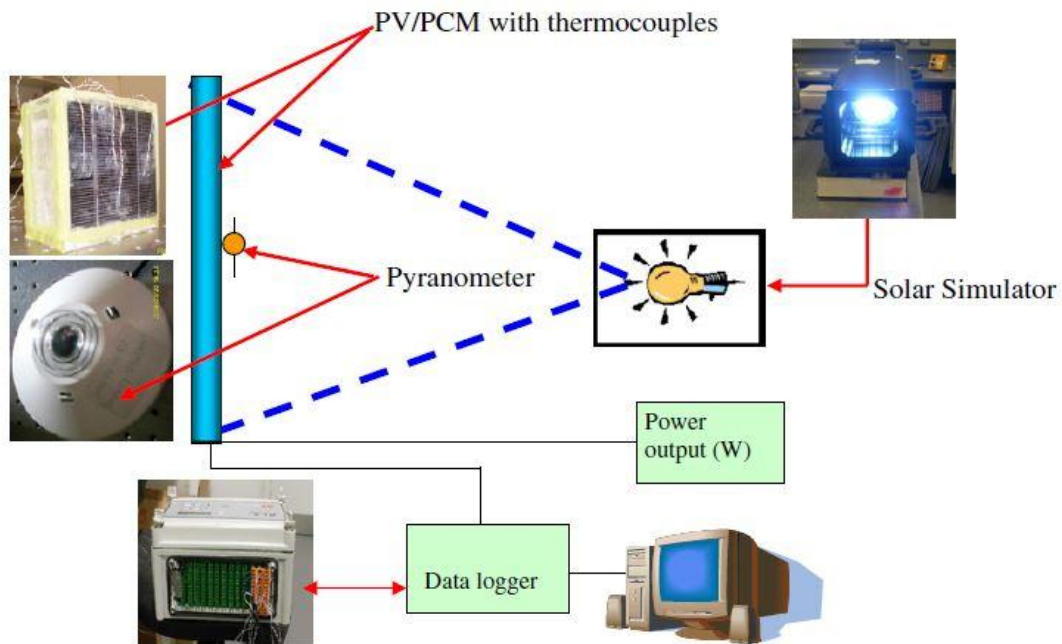 PV/PCM with thermocouples
Pyranometer
Solar Simulator
Power
output (W)
Data logger